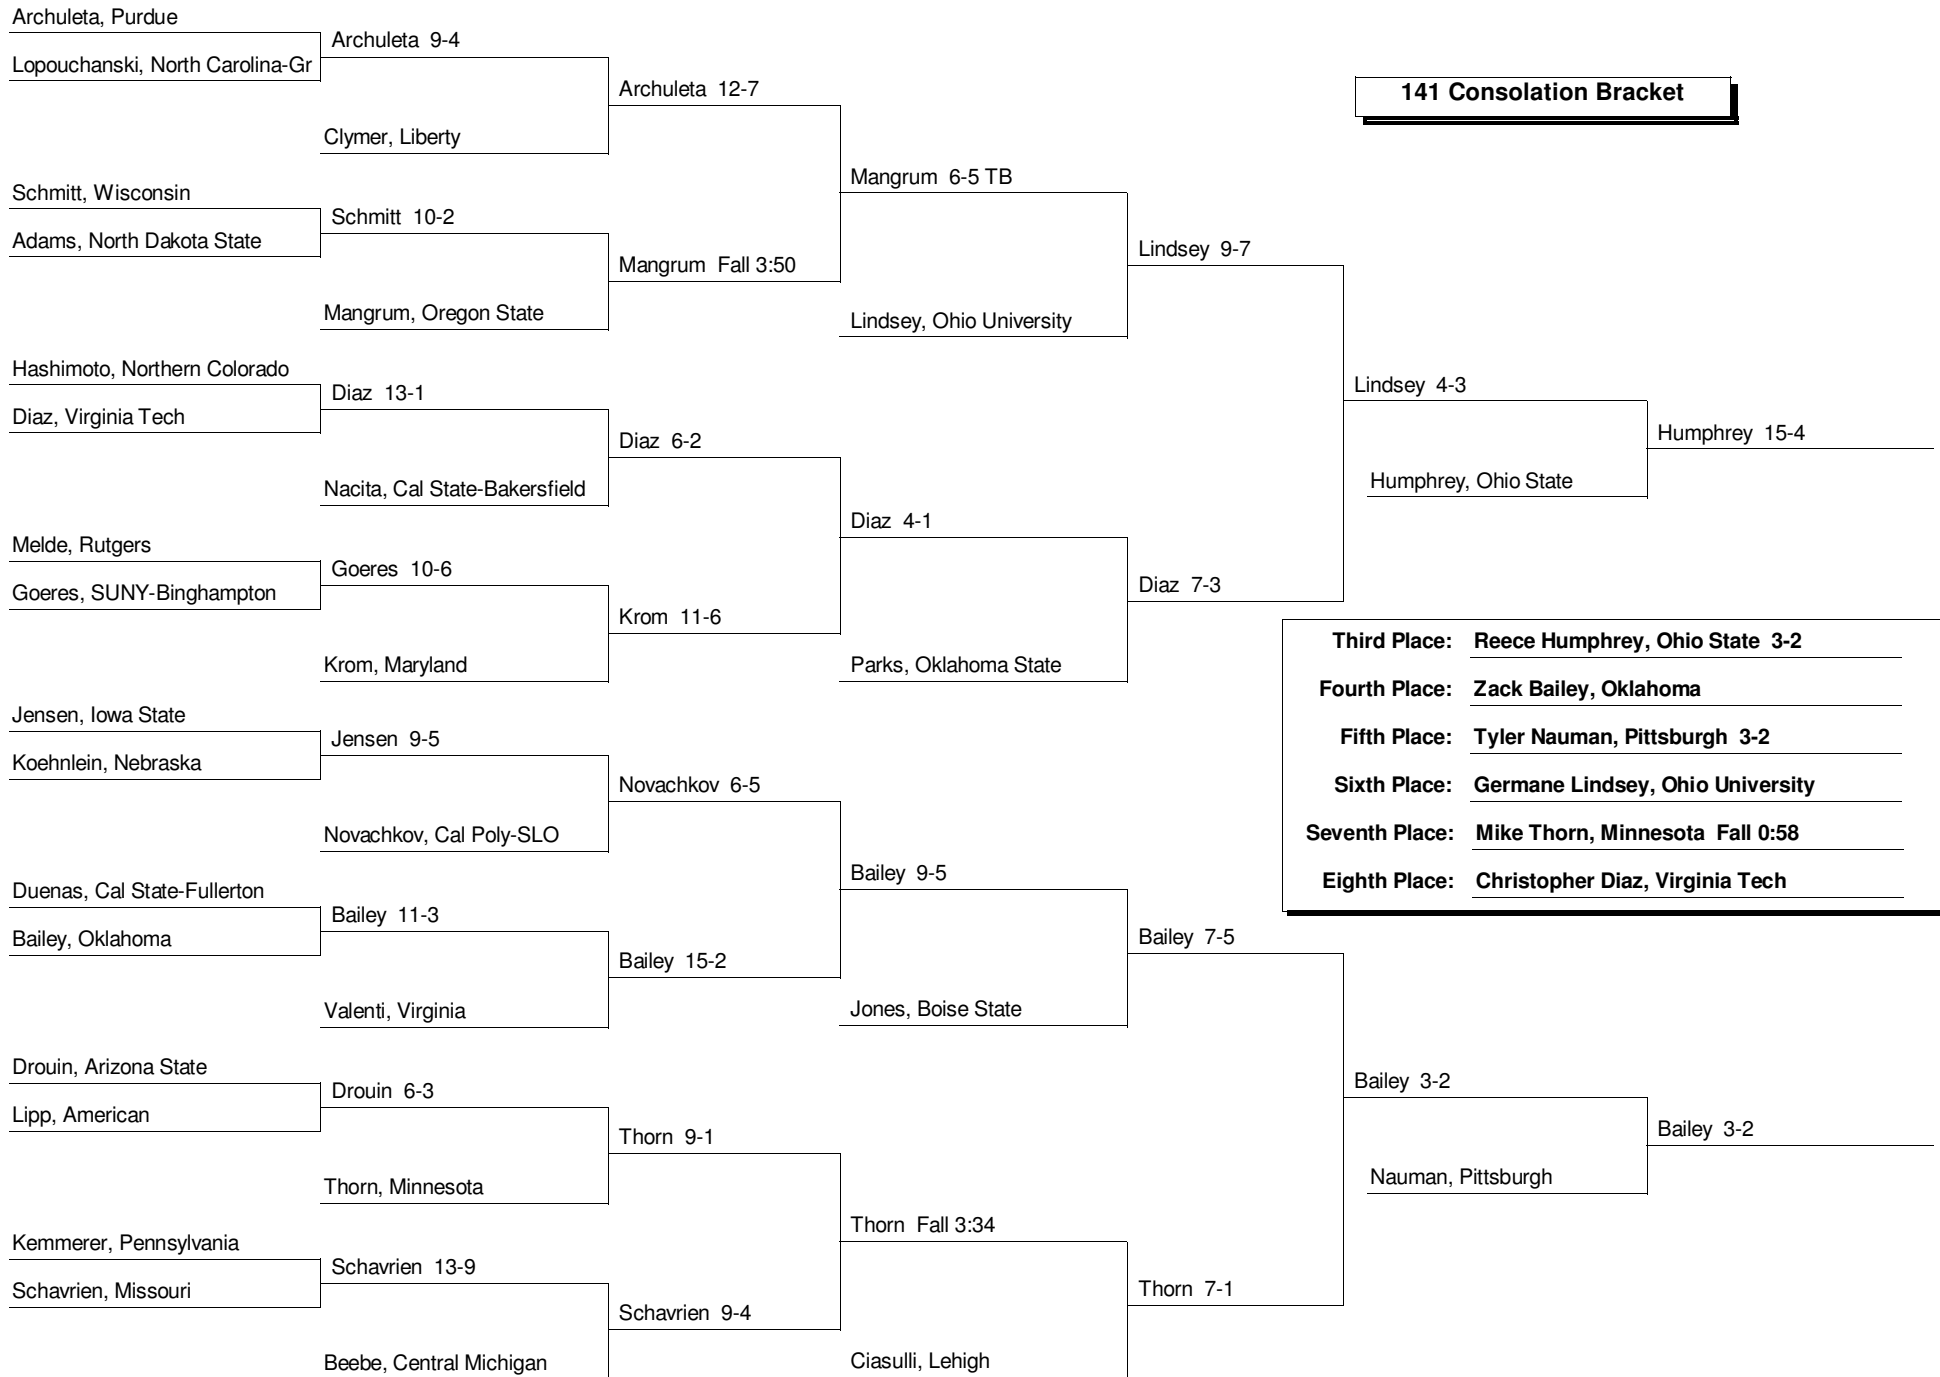 Archuleta, Purdue
Lopouchanski, North Carolina-Gr
Archuleta 9-4
Clymer, Liberty
Archuleta 12-7
Schmitt, Wisconsin
Adams, North Dakota State
Schmitt 10-2
Mangrum, Oregon State
Mangrum Fall 3:50
Mangrum 6-5 TB
Lindsey, Ohio University
Lindsey 9-7
Hashimoto, Northern Colorado
Diaz, Virginia Tech
Diaz 13-1
Nacita, Cal State-Bakersfield
Diaz 6-2
Melde, Rutgers
Goeres, SUNY-Binghampton
Goeres 10-6
Krom, Maryland
Krom 11-6
Diaz 4-1
Parks, Oklahoma State
Diaz 7-3
Lindsey 4-3
Humphrey, Ohio State
Humphrey 15-4
Jensen, Iowa State
Koehnlein, Nebraska
Jensen 9-5
Novachkov, Cal Poly-SLO
Novachkov 6-5
Duenas, Cal State-Fullerton
Bailey, Oklahoma
Bailey 11-3
Valenti, Virginia
Bailey 15-2
Bailey 9-5
Jones, Boise State
Bailey 7-5
Drouin, Arizona State
Lipp, American
Drouin 6-3
Thorn, Minnesota
Thorn 9-1
Kemmerer, Pennsylvania
Schavrien, Missouri
Schavrien 13-9
Beebe, Central Michigan
Schavrien 9-4
Thorn Fall 3:34
Ciasulli, Lehigh
Thorn 7-1
Bailey 3-2
Nauman, Pittsburgh
Bailey 3-2
141 Consolation Bracket
Third Place: Reece Humphrey, Ohio State 3-2
Fourth Place: Zack Bailey, Oklahoma
Fifth Place: Tyler Nauman, Pittsburgh 3-2
Sixth Place: Germane Lindsey, Ohio University
Seventh Place: Mike Thorn, Minnesota Fall 0:58
Eighth Place: Christopher Diaz, Virginia Tech